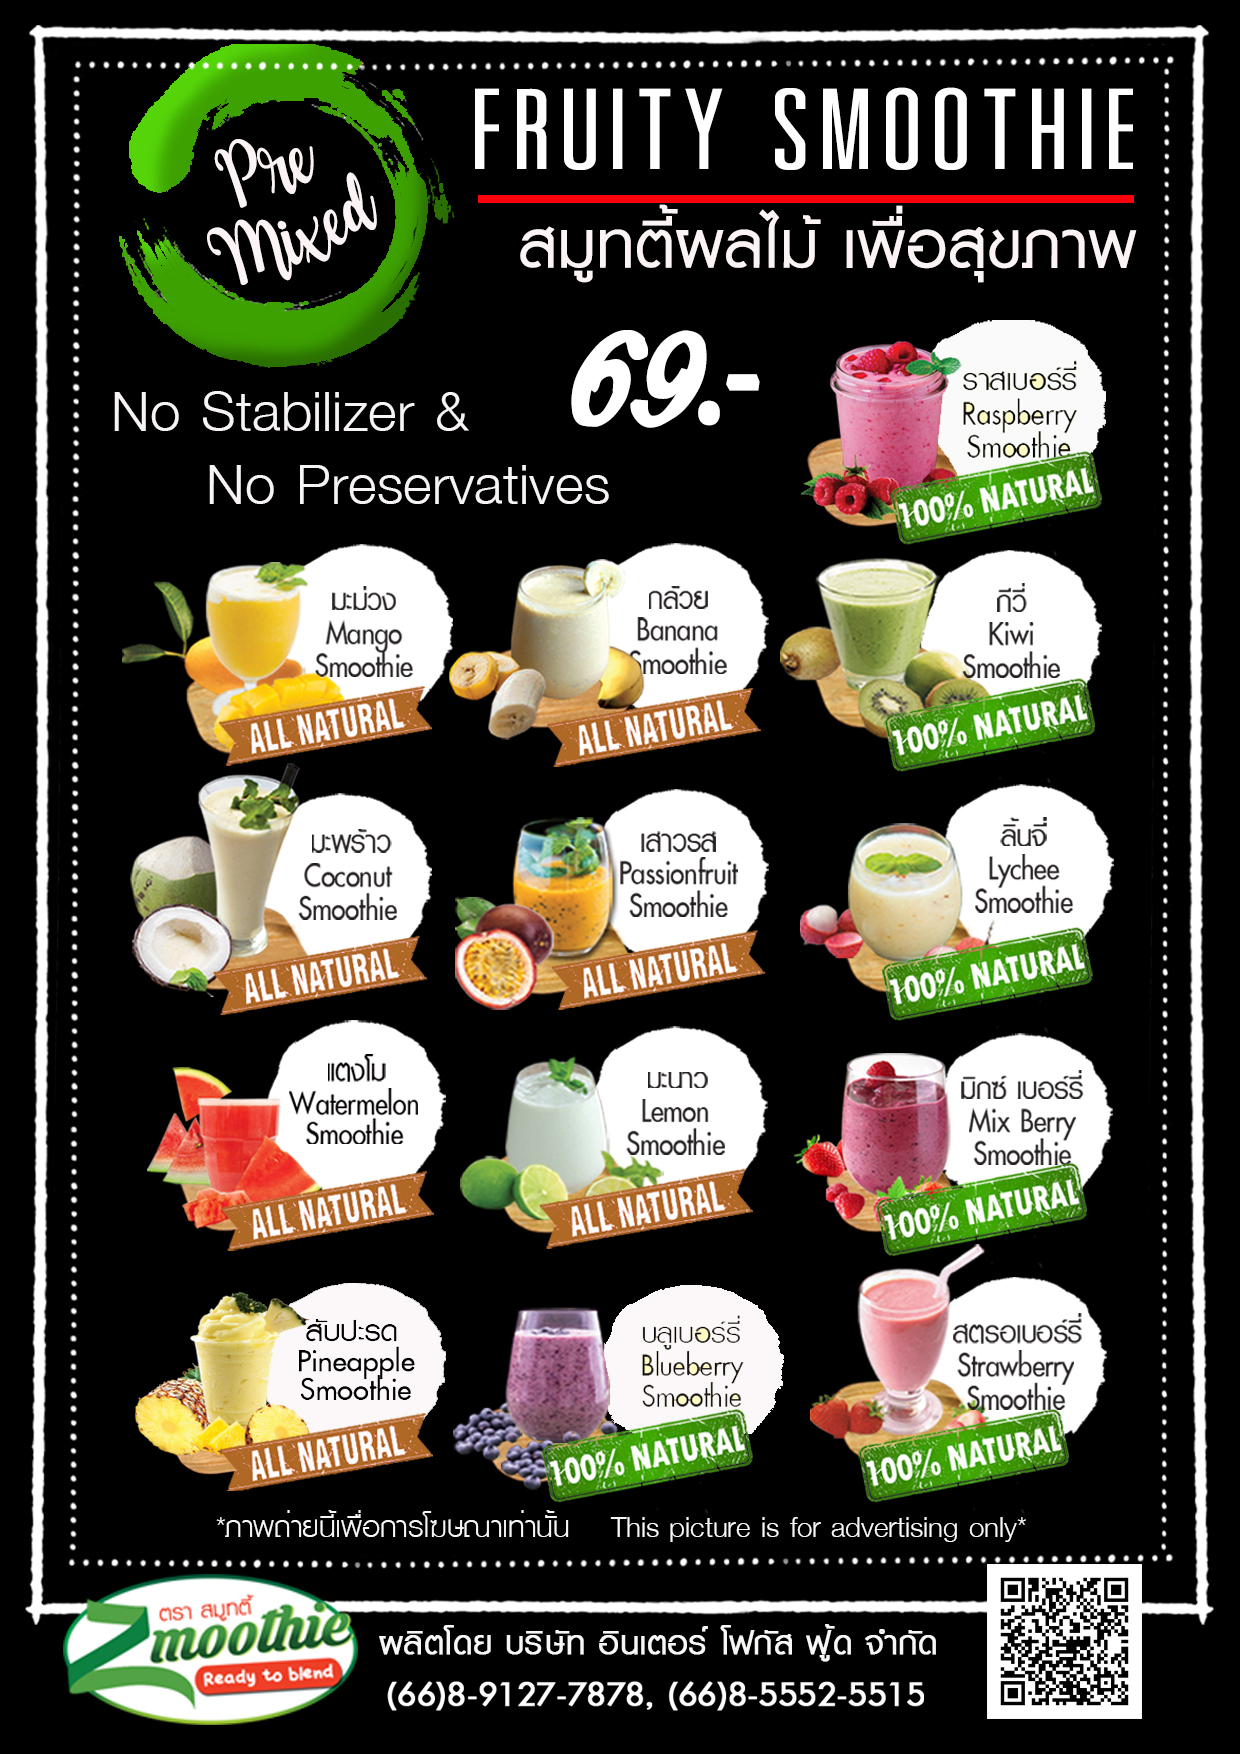 Pre
Mixed
FRUITY SMOOTHIE
สมูทตี้ผลไม้ เพื่อสุขภาพ
69.-
No Stabilizer &
No Preservatives
ราสเบอร์รี่
Raspberry
Smoothie
100% NATURAL
มะม่วง
Mango
Smoothie
ALL NATURAL
กล้วย
Banana
Smoothie
ALL NATURAL
กีวี่
Kiwi
Smoothie
100% NATURAL
มะพร้าว
Coconut
Smoothie
ALL NATURAL
เสาวรส
Passionfruit
Smoothie
ALL NATURAL
ลิ้นจี่
Lychee
Smoothie
100% NATURAL
แตงโม
Watermelon
Smoothie
ALL NATURAL
มะนาว
Lemon
Smoothie
ALL NATURAL
มิกซ์ เบอร์รี่
Mix Berry
Smoothie
100% NATURAL
สับปะรด
Pineapple
Smoothie
ALL NATURAL
บลูเบอร์รี่
Blueberry
Smoothie
100% NATURAL
สตรอเบอร์รี่
Strawberry
Smoothie
100% NATURAL
*ภาพถ่ายนี้เพื่อการโฆษณาเท่านั้น This picture is for advertising only*
ตรา สมูทตี้
Zmoothie
Ready to blend
ผลิตโดย บริษัท อินเตอร์ โฟกัส ฟู้ด จำกัด
(66)8-9127-7878, (66)8-5552-5515